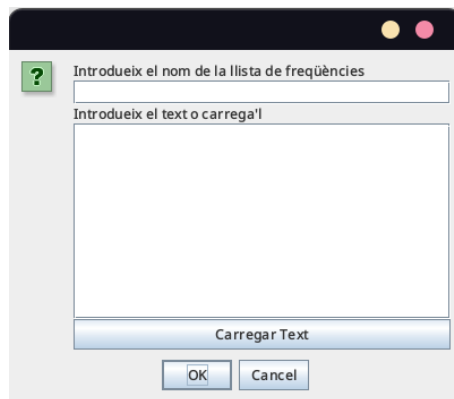 ?
Introdueix el nom de la llista de freqüències
Introdueix el text o carrega'l
Carregar Text
OK Cancel